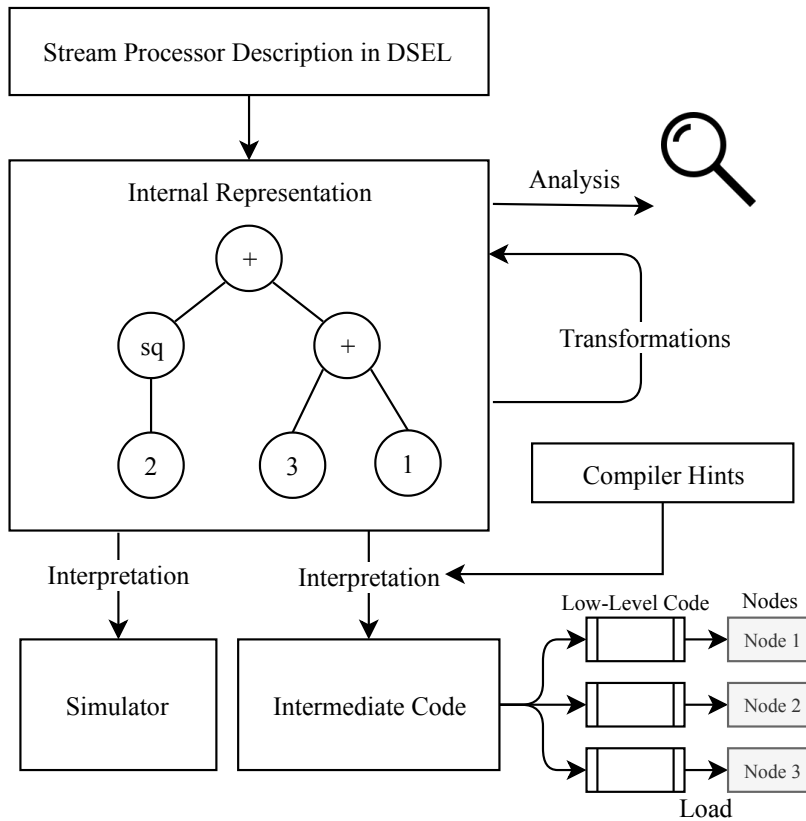 Stream Processor Description in DSEL
Internal Representation
Analysis
+
sq
+
Transformations
2
3
1
Compiler Hints
Interpretation
Interpretation
Low-Level Code
Nodes
Node 1
Simulator
Intermediate Code
Node 2
Node 3
Load